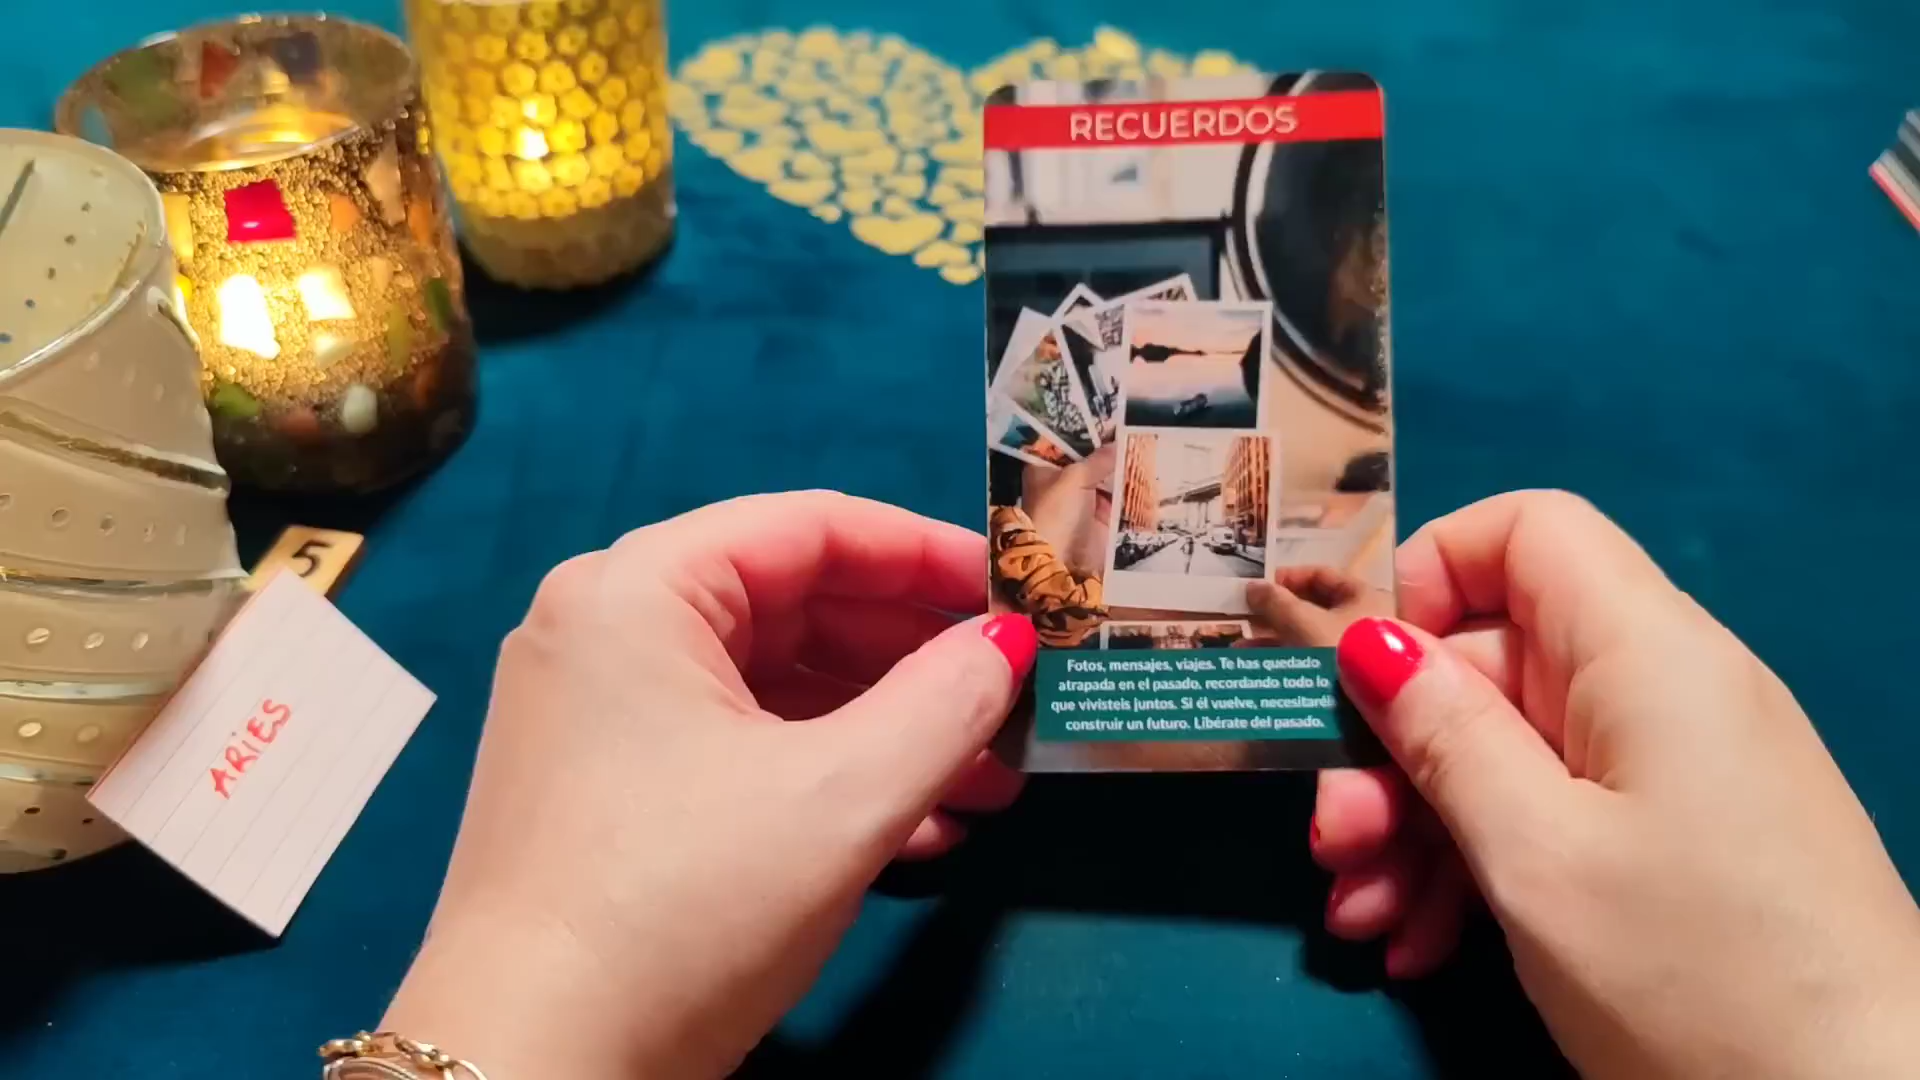 RECUERDOS
Fotos, mensajes, viajes. Te has quedado
atrapada en el pasado, recordando todo lo
que vivisteis juntos. Si él vuelve, necesitaréis
construir un futuro. Libérate del pasado.
5
ARIES